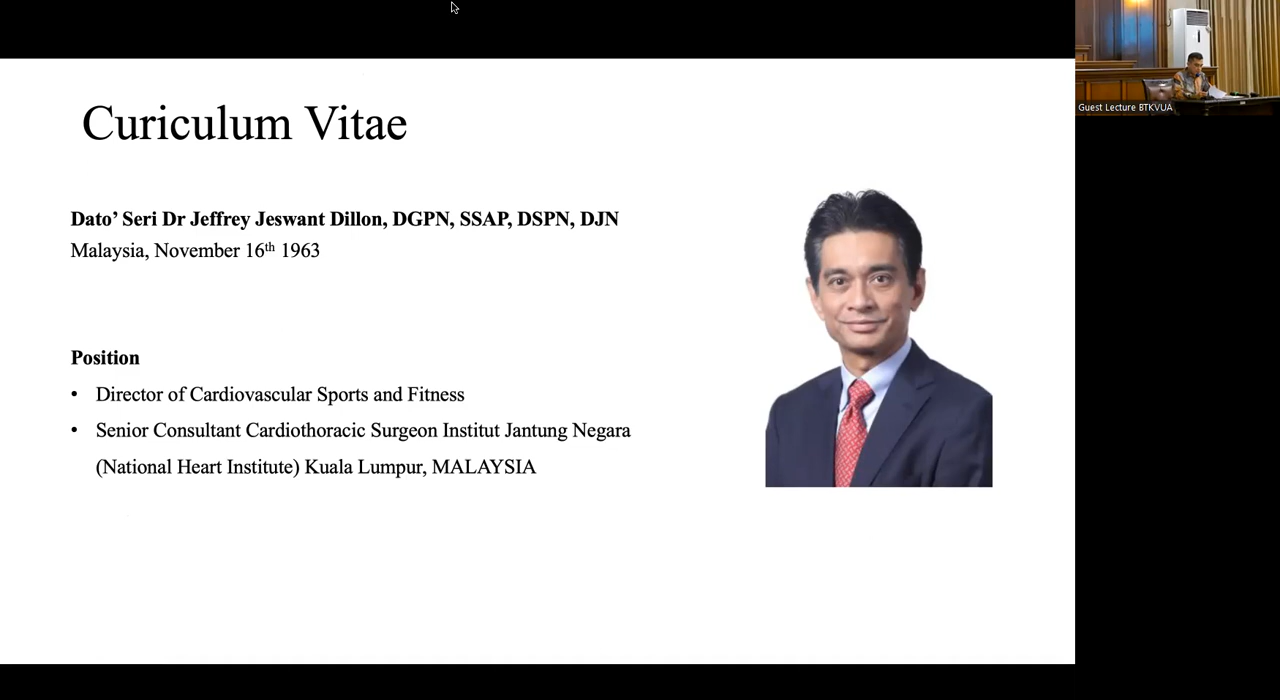 Curiculum Vitae
Dato’ Seri Dr Jeffrey Jeswant Dillon, DGPN, SSAP, DSPN, DJN
Malaysia, November 16th 1963
Position
• Director of Cardiovascular Sports and Fitness
• Senior Consultant Cardiothoracic Surgeon Institut Jantung Negara
(National Heart Institute) Kuala Lumpur, MALAYSIA
Guest Lecture BTKVUA